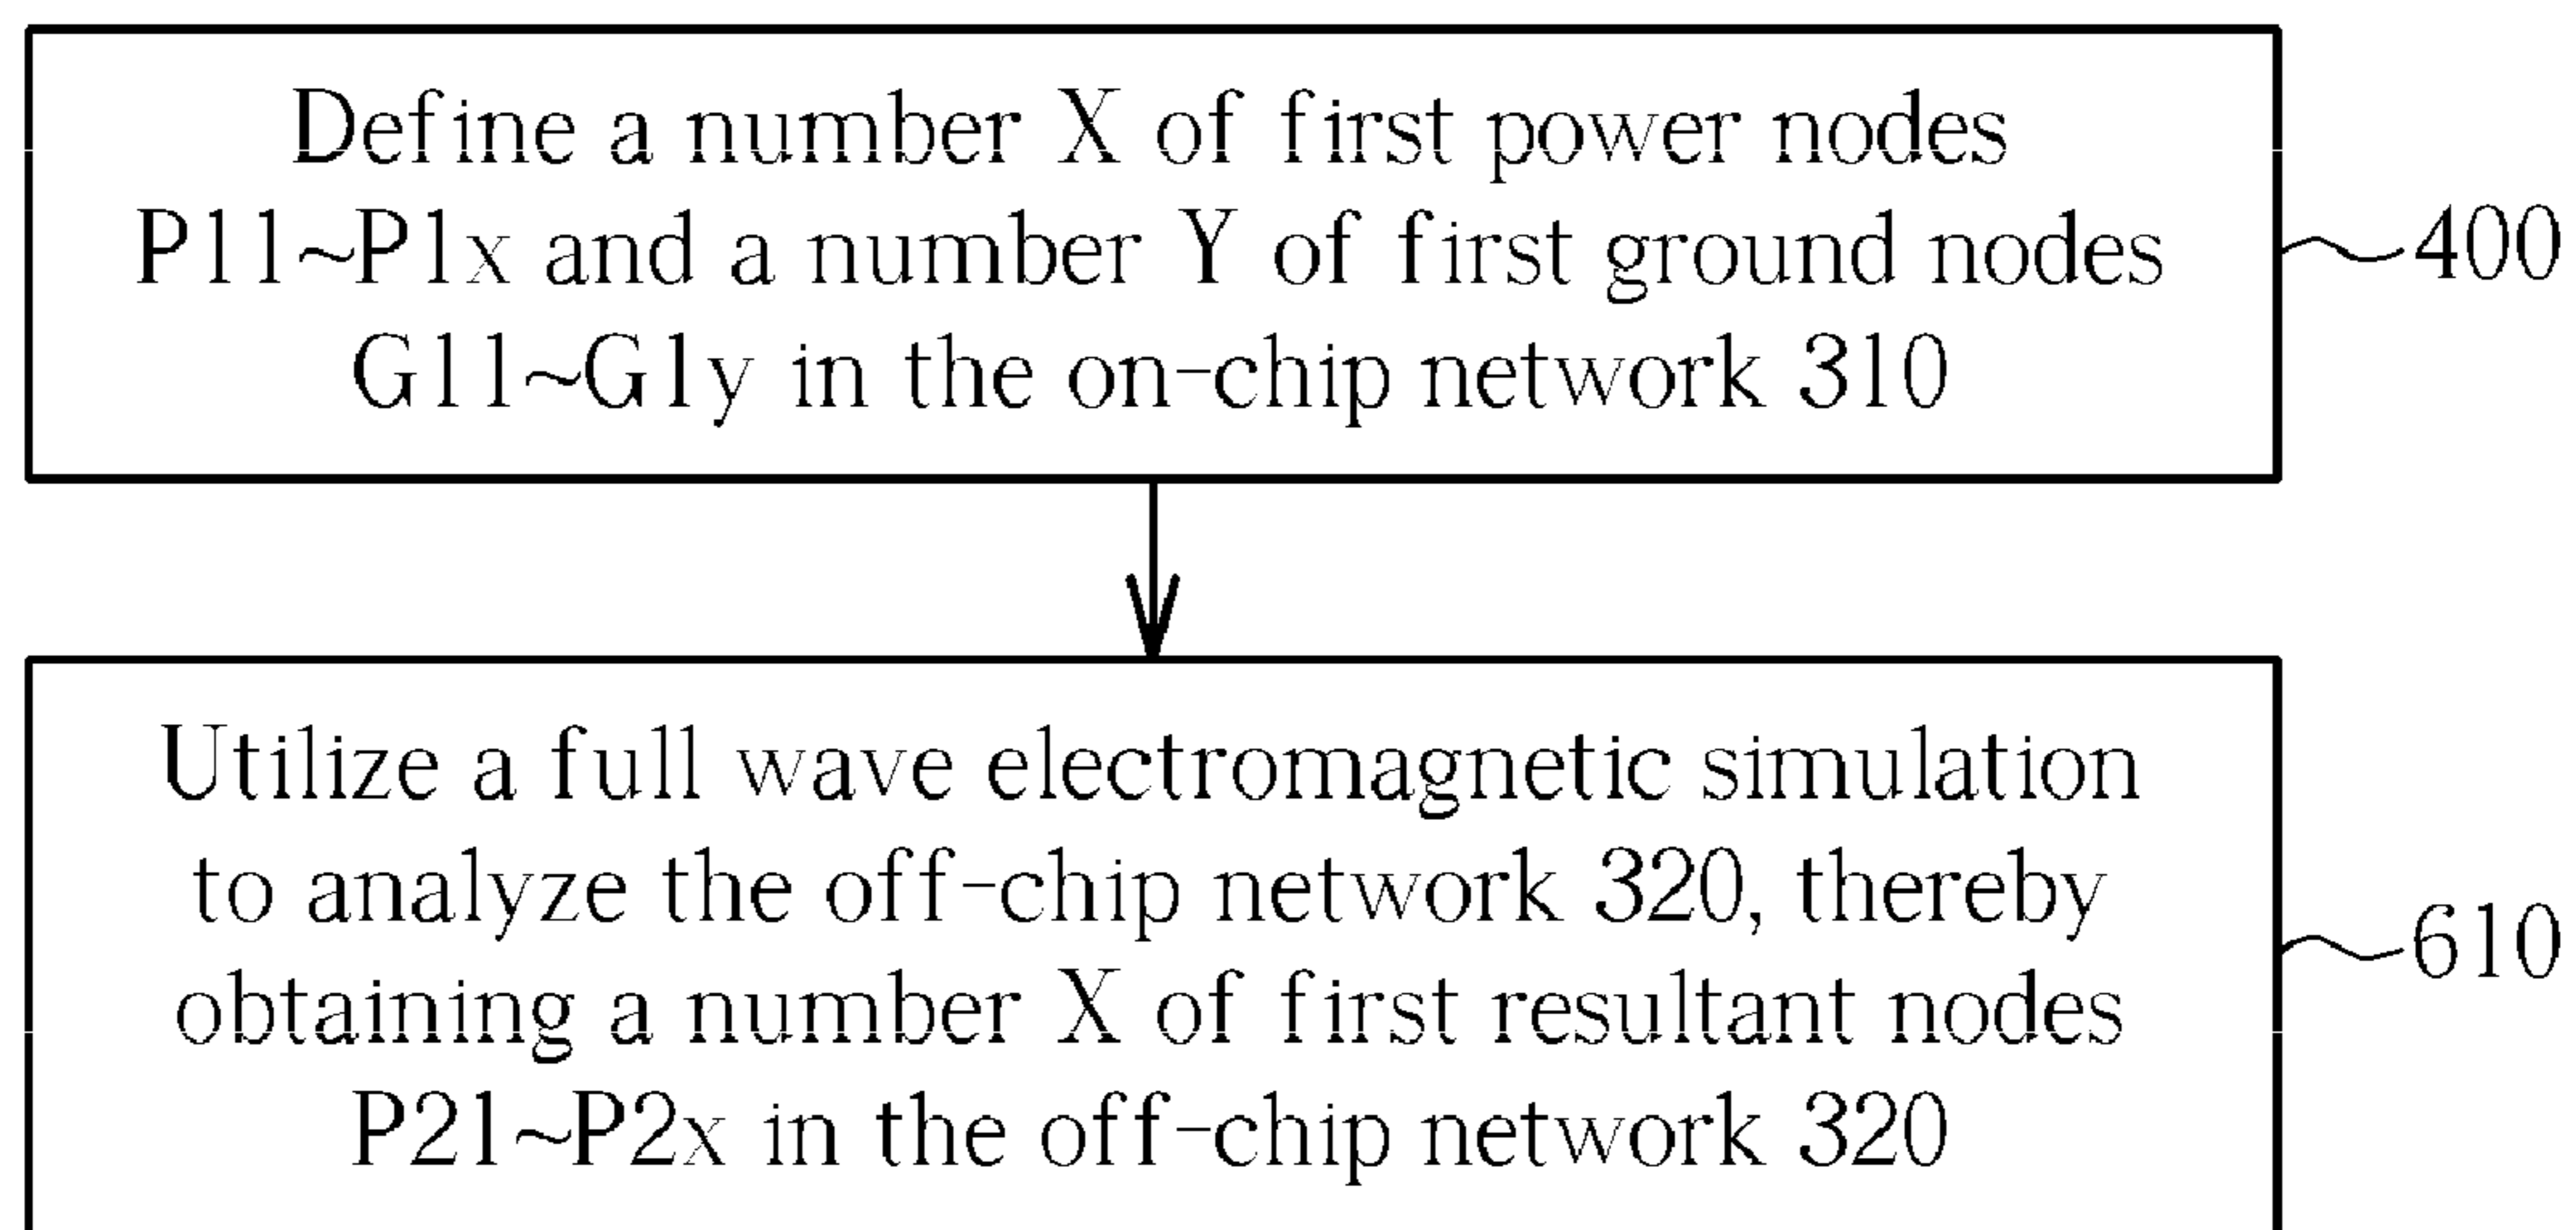 Define a number X of first power nodes
P11~P1x and a number Y of first ground nodes
G11~G1y in the on-chip network 310
400
Utilize a full wave electromagnetic simulation
to analyze the off-chip network 320, thereby
obtaining a number X of first resultant nodes
P21~P2x in the off-chip network 320
610